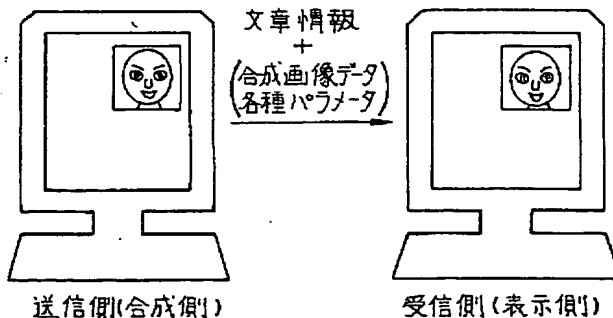 文章情報
+
(合成画像データ
各種パラメータ)
送信側(合成側)
受信側(表示側)